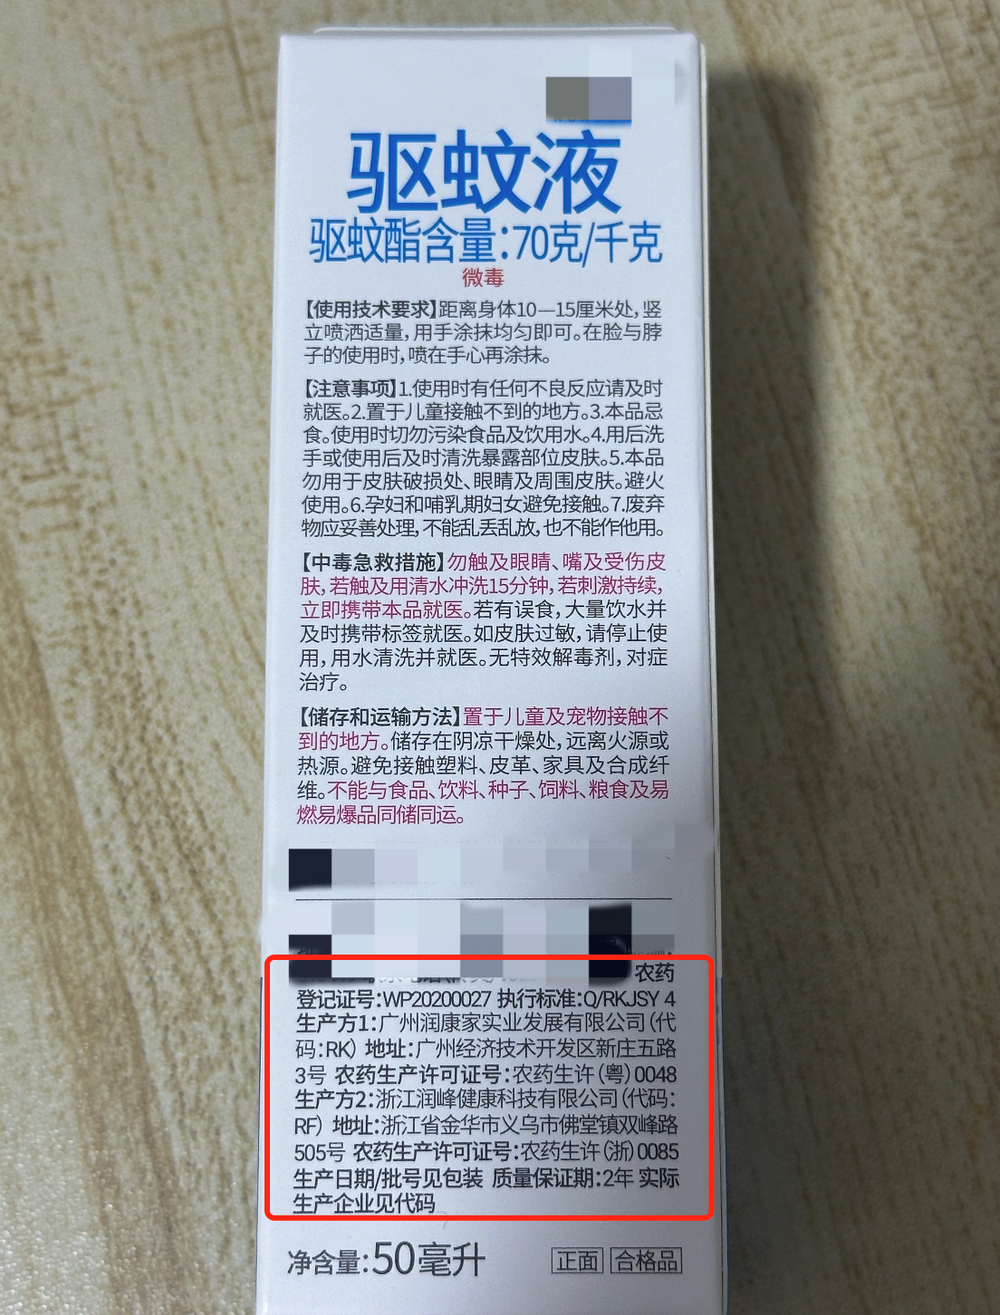 驱蚊液
驱蚊酯含量:70克/千克
微毒
【使用技术要求】距离身体10—15厘米处,竖
立喷洒适量,用手涂抹均匀即可。在脸与脖
子的使用时,喷在手心再涂抹。
【注意事项】1.使用时有任何不良反应请及时
就医。2.置于儿童接触不到的地方。3.本品忌
食。使用时切勿污染食品及饮用水。4.用后洗
手或使用后及时清洗暴露部位皮肤。5.本品
勿用于皮肤破损处、眼睛及周围皮肤。避火
使用。6.孕妇和哺乳期妇女避免接触。7.废弃
物应妥善处理,不能乱丢乱放,也不能作他用。
【中毒急救措施】勿触及眼睛、嘴及受伤皮
肤,若触及用清水冲洗15分钟,若刺激持续,
立即携带本品就医。若有误食,大量饮水并
及时携带标签就医。如皮肤过敏,请停止使
用,用水清洗并就医。无特效解毒剂,对症
治疗。
【储存和运输方法】置于儿童及宠物接触不
到的地方。储存在阴凉干燥处,远离火源或
热源。避免接触塑料、皮革、家具及合成纤
维。不能与食品、饮料、种子、饲料、粮食及易
燃易爆品同储同运。
农药
登记证号:WP20200027 执行标准:Q/RKJSY 4
生产方1:广州润康家实业发展有限公司(代
码:RK) 地址:广州经济技术开发区新庄五路
3号 农药生产许可证号:农药生许(粤)0048
生产方2:浙江润峰健康科技有限公司(代码:
RF) 地址:浙江省金华市义乌市佛堂镇双峰路
505号 农药生产许可证号:农药生许(浙)0085
生产日期/批号见包装 质量保证期:2年 实际
生产企业见代码
净含量:50毫升 正面 合格品